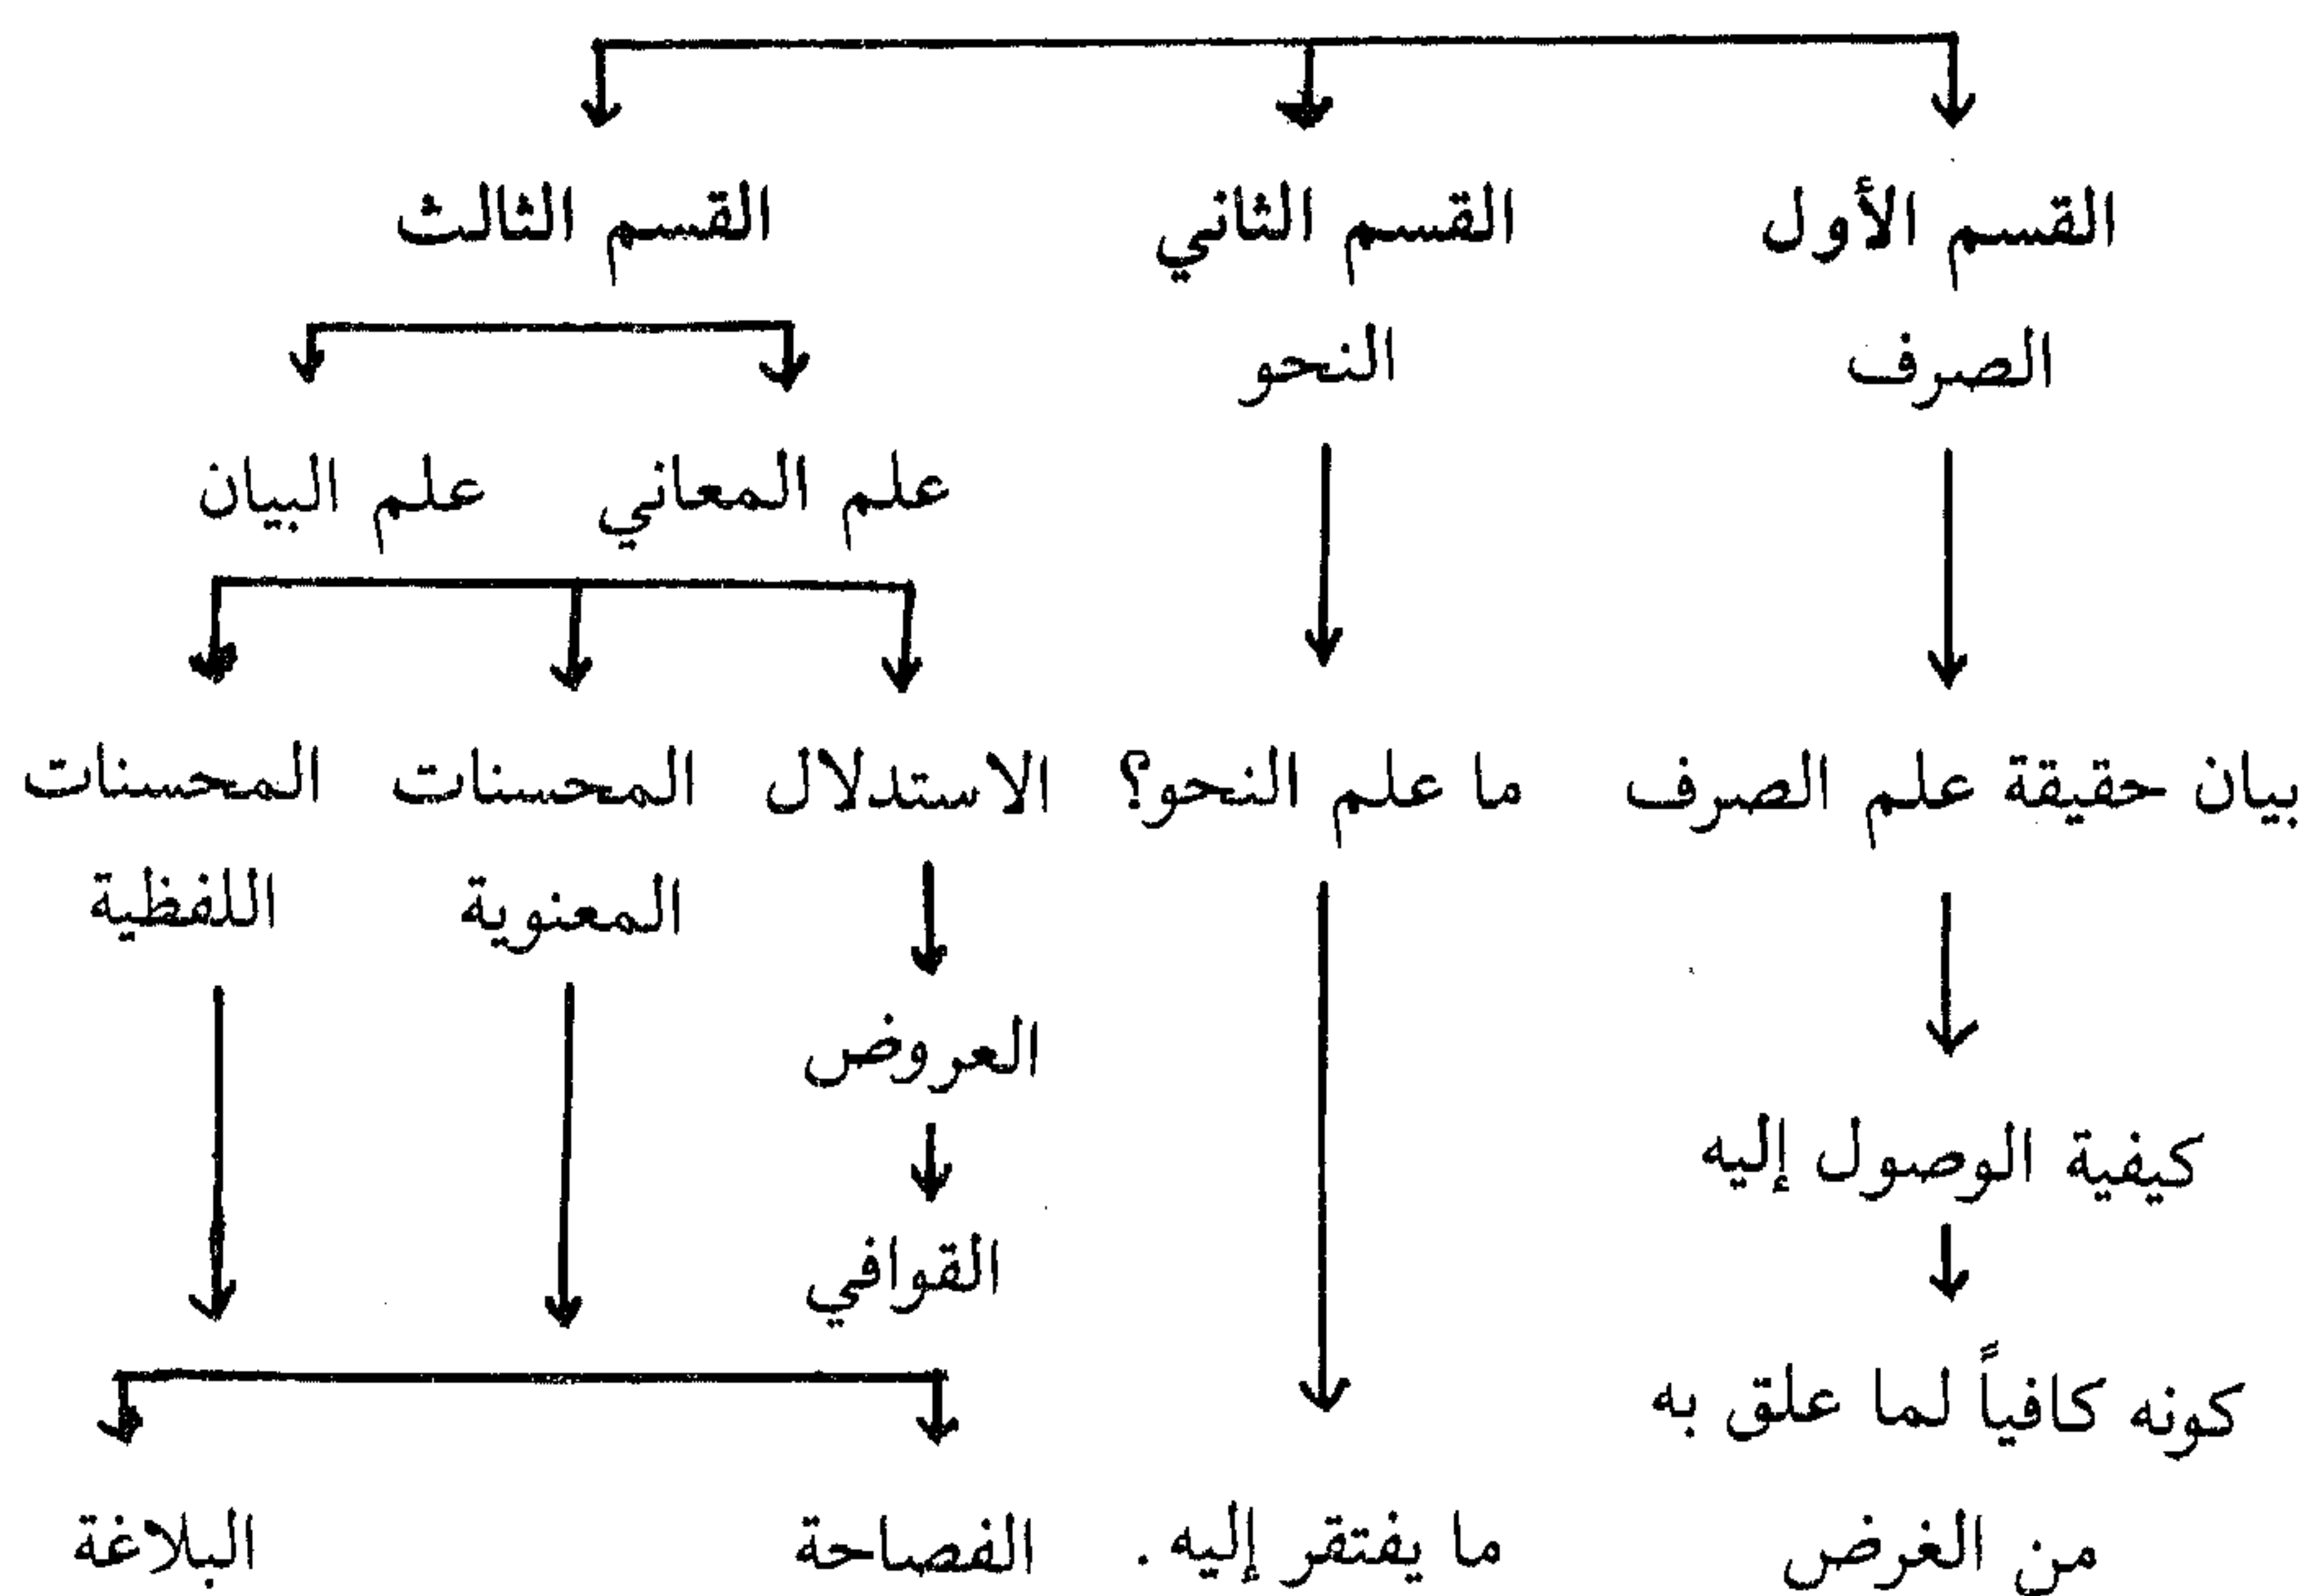 القسم الأول القسم الثاني القسم الثالث
الصرف النحو
علم المعاني علم البيان
بيان حقيقة علم الصرف ما علم النحو؟ الاستدلال المحسنات المحسنات
المعنوية اللفظية
العروض
كيفية الوصول إليه
القوافي
كونه كافياً لما علق به
من الغرض ما يفتقر إليه. الفصاحة البلاغة